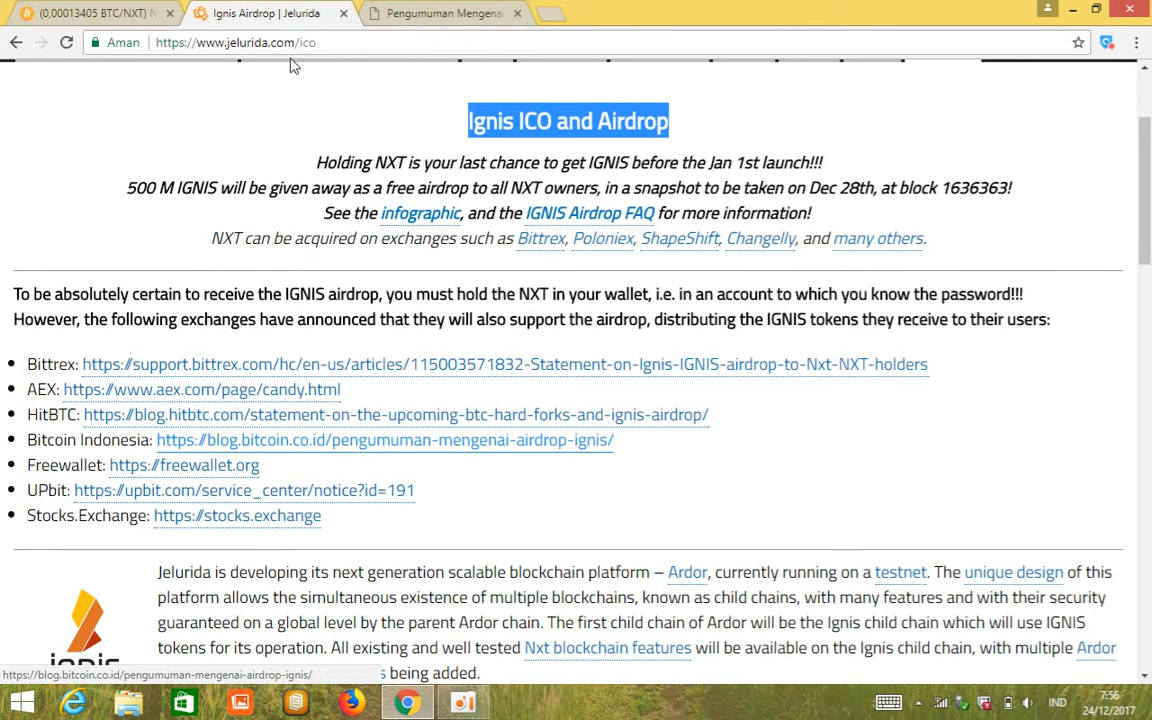 (0,00013405 BTC/NXT) N
Ignis Airdrop | Jelurida
Pengumuman Mengenai
Aman
https://www.jelurida.com/ico
Ignis ICO and Airdrop
Holding NXT is your last chance to get IGNIS before the Jan 1st launch!!!
500 M IGNIS will be given away as a free airdrop to all NXT owners, in a snapshot to be taken on Dec 28th, at block 1636363!
See the infographic, and the IGNIS Airdrop FAQ for more information!
NXT can be acquired on exchanges such as Bittrex, Poloniex, ShapeShift, Changelly, and many others.
To be absolutely certain to receive the IGNIS airdrop, you must hold the NXT in your wallet, i.e. in an account to which you know the password!!!
However, the following exchanges have announced that they will also support the airdrop, distributing the IGNIS tokens they receive to their users:
• Bittrex: https://support.bittrex.com/hc/en-us/articles/115003571832-Statement-on-Ignis-IGNIS-airdrop-to-Nxt-NXT-holders
• AEX: https://www.aex.com/page/candy.html
• HitBTC: https://blog.hitbtc.com/statement-on-the-upcoming-btc-hard-forks-and-ignis-airdrop/
• Bitcoin Indonesia: https://blog.bitcoin.co.id/pengumuman-mengenai-airdrop-ignis/
• Freewallet: https://freewallet.org
• UPbit: https://upbit.com/service_center/notice?id=191
• Stocks.Exchange: https://stocks.exchange
Jelurida is developing its next generation scalable blockchain platform – Ardor, currently running on a testnet. The unique design of this
platform allows the simultaneous existence of multiple blockchains, known as child chains, with many features and with their security
guaranteed on a global level by the parent Ardor chain. The first child chain of Ardor will be the Ignis child chain which will use IGNIS
tokens for its operation. All existing and well tested Nxt blockchain features will be available on the Ignis child chain, with multiple Ardor
ignis
s being added.
https://blog.bitcoin.co.id/pengumuman-mengenai-airdrop-ignis/
IND
7:56
24/12/2017